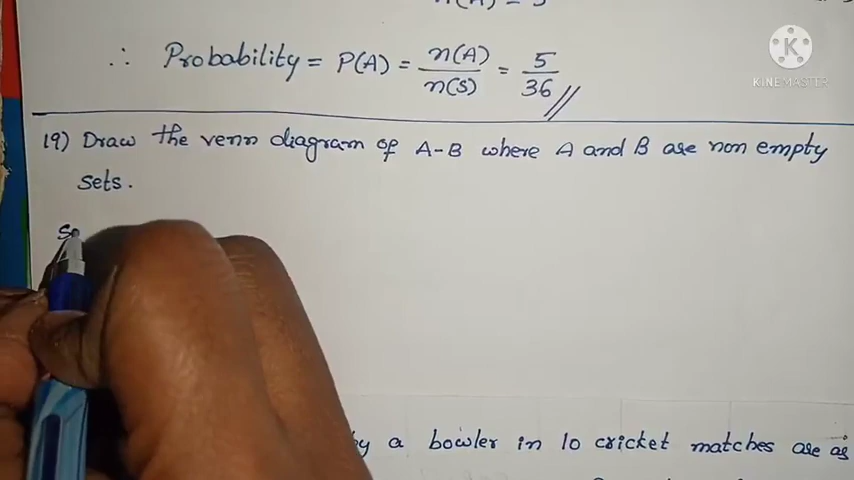 ∴ Probability = P(A) = n(A)/n(S) = 5/36 //
KINEMASTER
19) Draw the venn diagram of A-B where A and B are non empty
sets.
by a bowler in 10 cricket matches are as